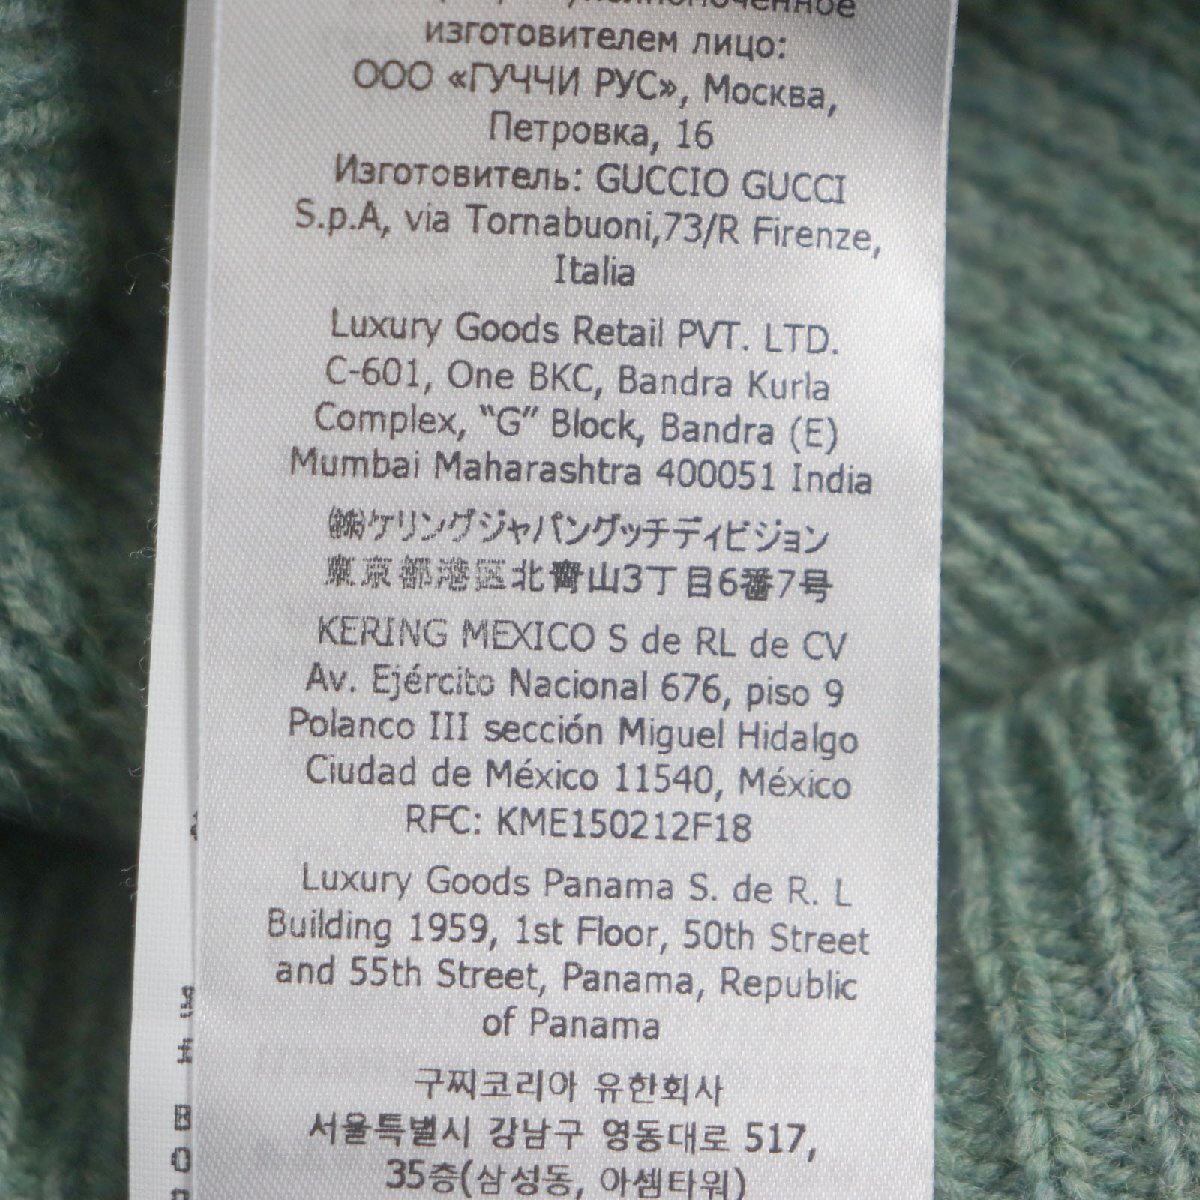 изготовителем лицо:
ООО «ГУЧЧИ РУС», Москва,
Петровка, 16
Изготовитель: GUCCIO GUCCI
S.p.A, via Tornabuoni,73/R Firenze,
Italia
Luxury Goods Retail PVT. LTD.
C-601, One BKC, Bandra Kurla
Complex, “G” Block, Bandra (E)
Mumbai Maharashtra 400051 India
㈱ケリングジャパングッチディビジョン
東京都港区北青山3丁目6番7号
KERING MEXICO S de RL de CV
Av. Ejército Nacional 676, piso 9
Polanco III sección Miguel Hidalgo
Ciudad de México 11540, México
RFC: KME150212F18
Luxury Goods Panama S. de R. L
Building 1959, 1st Floor, 50th Street
and 55th Street, Panama, Republic
of Panama
구찌코리아 유한회사
서울특별시 강남구 영동대로 517,
35층(삼성동, 아셈타워)